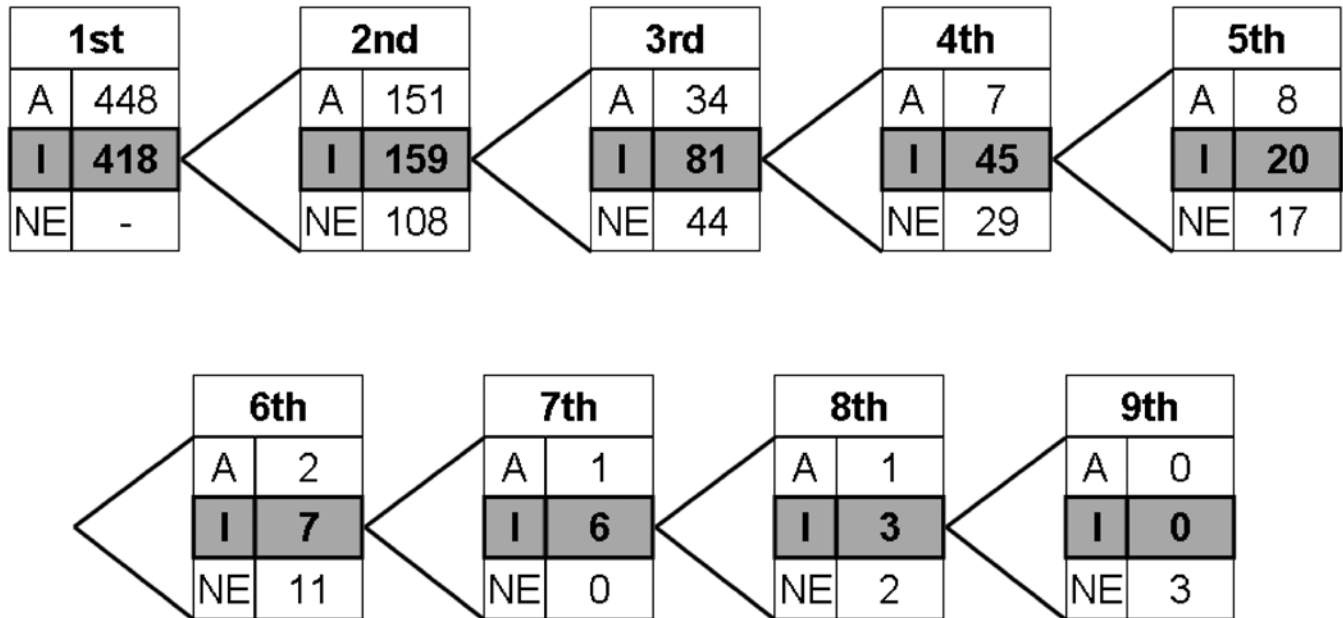 1st 2nd 3rd 4th 5th
A 448 A 151 A 34 A 7 A 8
I 418 I 159 I 81 I 45 I 20
NE - NE 108 NE 44 NE 29 NE 17
6th 7th 8th 9th
A 2 A 1 A 1 A 0
I 7 I 6 I 3 I 0
NE 11 NE 0 NE 2 NE 3